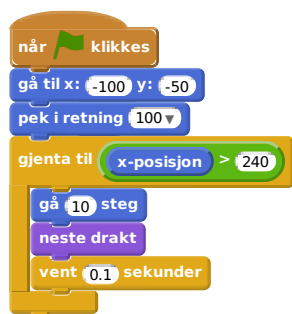 når klikkes
gå til x: -100 y: -50
pek i retning 100
gjenta til x-posisjon > 240
gå 10 steg
neste drakt
vent 0.1 sekunder